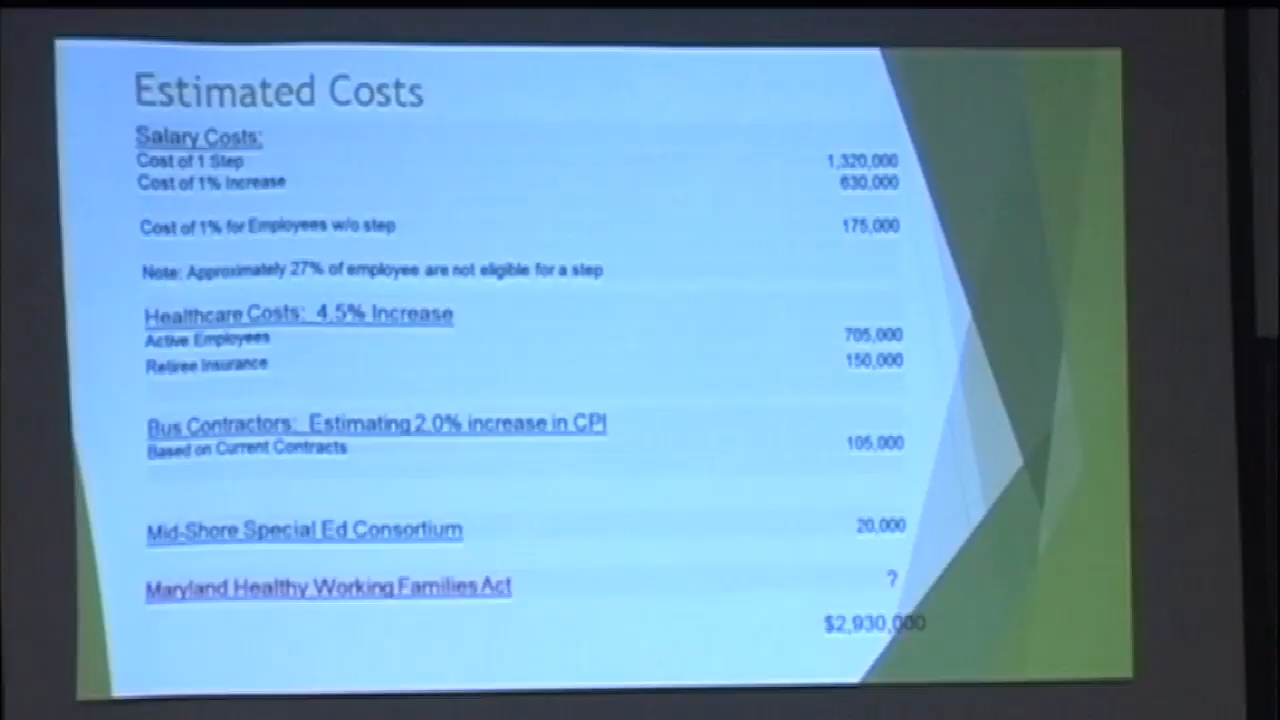 Estimated Costs
Salary Costs:
Cost of 1 Step 1,320,000
Cost of 1% Increase 630,000
Cost of 1% for Employees w/o step 175,000
Note: Approximately 27% of employee are not eligible for a step
Healthcare Costs: 4.5% Increase
Active Employees 705,000
Retiree Insurance 150,000
Bus Contractors: Estimating 2.0% increase in CPI
Based on Current Contracts 105,000
Mid-Shore Special Ed Consortium 20,000
Maryland Healthy Working Families Act ?
$2,930,000